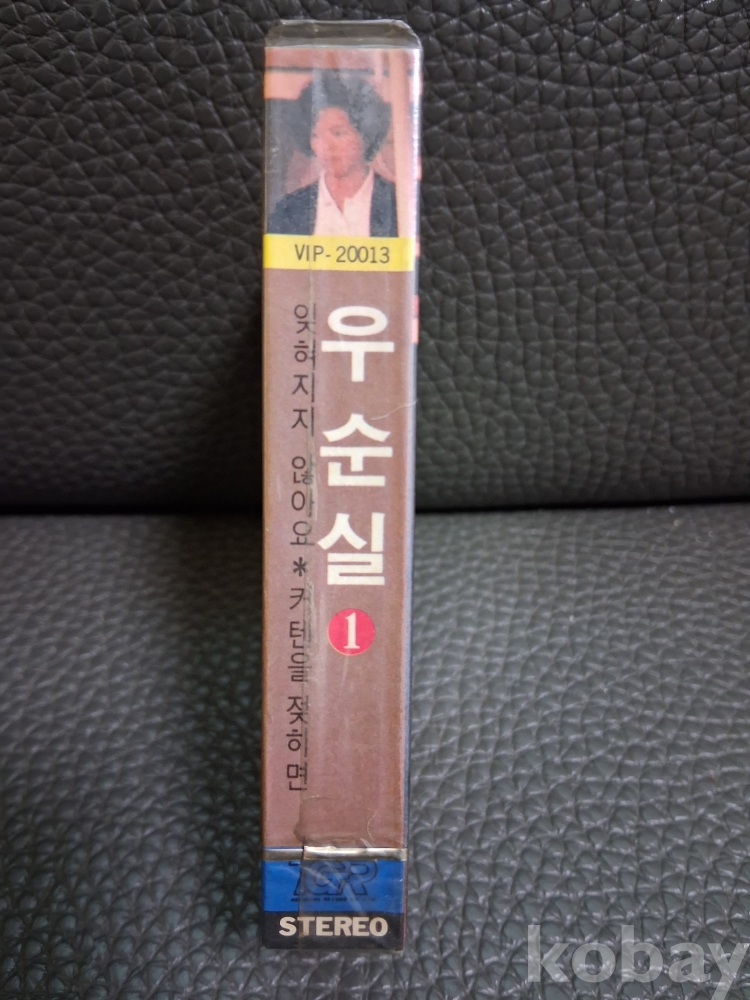 VIP-20013
우순실
1
잊혀지지 않아요*커텐을 젖히면
STEREO
kobay